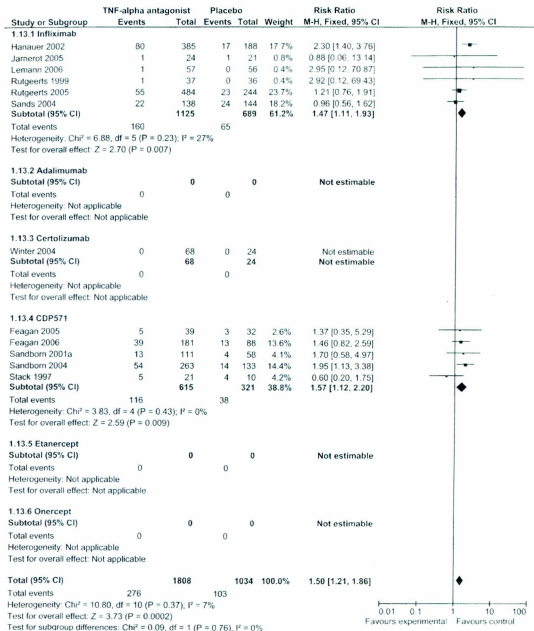 TNF-alpha antagonist Placebo Risk Ratio Risk Ratio
Study or Subgroup Events Total Events Total Weight M-H, Fixed, 95% CI M-H, Fixed, 95% CI
1.13.1 Infliximab
Hanauer 2002 80 385 17 188 17.7% 2.30 [1.40, 3.76]
Jarnerot 2005 1 24 1 21 0.8% 0.88 [0.06, 13.14]
Lemann 2006 1 57 0 56 0.4% 2.95 [0.12, 70.87]
Rutgeerts 1999 1 37 0 36 0.4% 2.92 [0.12, 69.43]
Rutgeerts 2005 55 484 23 244 23.7% 1.21 [0.76, 1.91]
Sands 2004 22 138 24 144 18.2% 0.96 [0.56, 1.62]
Subtotal (95% CI) 1125 689 61.2% 1.47 [1.11, 1.93]
Total events 160 65
Heterogeneity: Chi² = 6.88, df = 5 (P = 0.23); I² = 27%
Test for overall effect: Z = 2.70 (P = 0.007)
1.13.2 Adalimumab
Subtotal (95% CI) 0 0 Not estimable
Total events 0 0
Heterogeneity: Not applicable
Test for overall effect: Not applicable
1.13.3 Certolizumab
Winter 2004 0 68 0 24 Not estimable
Subtotal (95% CI) 68 24 Not estimable
Total events 0 0
Heterogeneity: Not applicable
Test for overall effect: Not applicable
1.13.4 CDP571
Feagan 2005 5 39 3 32 2.6% 1.37 [0.35, 5.29]
Feagan 2006 39 181 13 88 13.9% 1.46 [0.82, 2.59]
Sandborn 2001a 13 111 4 58 4.1% 1.70 [0.58, 4.97]
Sandborn 2004 54 263 14 133 14.9% 1.95 [1.13, 3.38]
Stack 1997 5 21 4 10 4.2% 0.60 [0.20, 1.75]
Subtotal (95% CI) 615 321 38.8% 1.57 [1.12, 2.20]
Total events 116 38
Heterogeneity: Chi² = 3.83, df = 4 (P = 0.43); I² = 0%
Test for overall effect: Z = 2.59 (P = 0.009)
1.13.5 Etanercept
Subtotal (95% CI) 0 0 Not estimable
Total events 0 0
Heterogeneity: Not applicable
Test for overall effect: Not applicable
1.13.6 Onercept
Subtotal (95% CI) 0 0 Not estimable
Total events 0 0
Heterogeneity: Not applicable
Test for overall effect: Not applicable
Total (95% CI) 1808 1034 100.0% 1.50 [1.21, 1.86]
Total events 276 103
Heterogeneity: Chi² = 10.80, df = 10 (P = 0.37); I² = 7%
Test for overall effect: Z = 3.73 (P = 0.0002)
Test for subgroup differences: Chi² = 0.09, df = 1 (P = 0.76), I² = 0%
0.01 0.1 1 10 100
Favours experimental Favours control